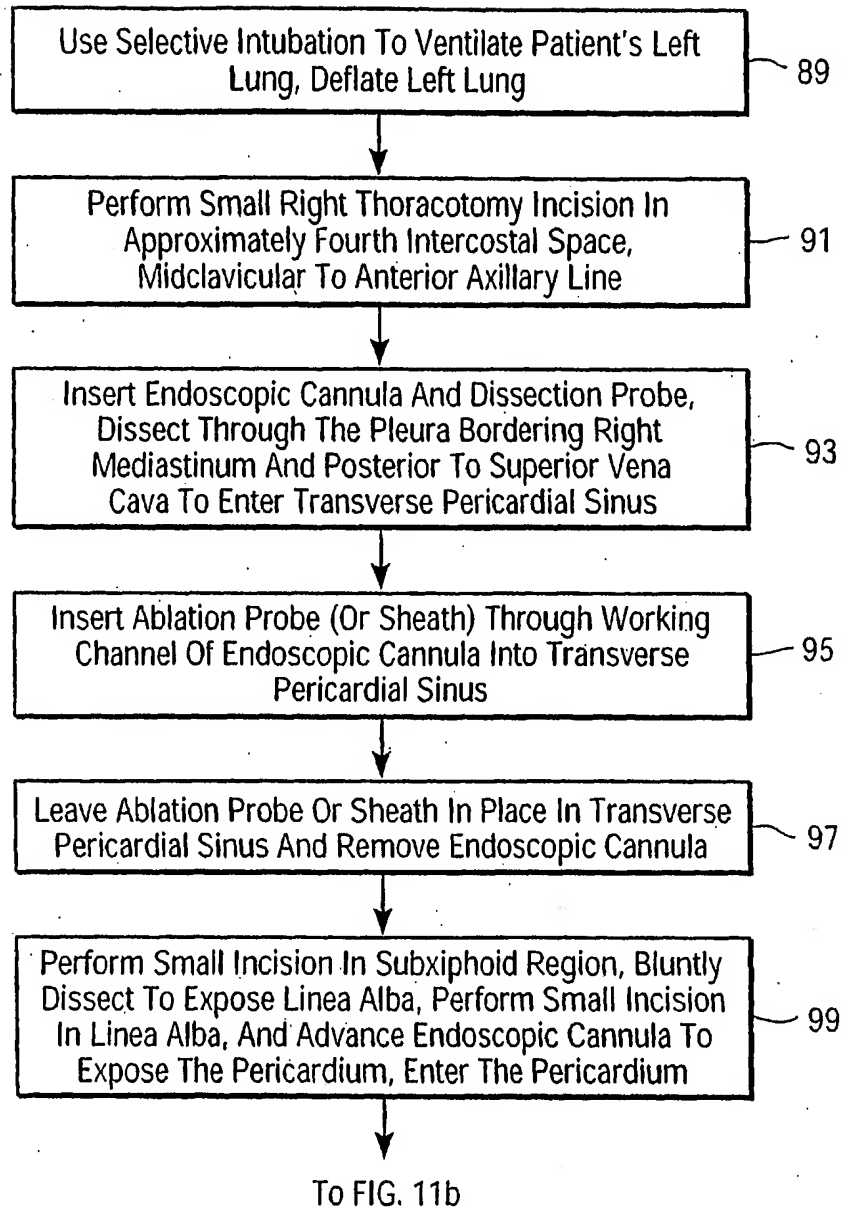 Use Selective Intubation To Ventilate Patient's Left
Lung, Deflate Left Lung
89
Perform Small Right Thoracotomy Incision In
Approximately Fourth Intercostal Space,
Midclavicular To Anterior Axillary Line
91
Insert Endoscopic Cannula And Dissection Probe,
Dissect Through The Pleura Bordering Right
Mediastinum And Posterior To Superior Vena
Cava To Enter Transverse Pericardial Sinus
93
Insert Ablation Probe (Or Sheath) Through Working
Channel Of Endoscopic Cannula Into Transverse
Pericardial Sinus
95
Leave Ablation Probe Or Sheath In Place In Transverse
Pericardial Sinus And Remove Endoscopic Cannula
97
Perform Small Incision In Subxiphoid Region, Bluntly
Dissect To Expose Linea Alba, Perform Small Incision
In Linea Alba, And Advance Endoscopic Cannula To
Expose The Pericardium, Enter The Pericardium
99
To FIG. 11b